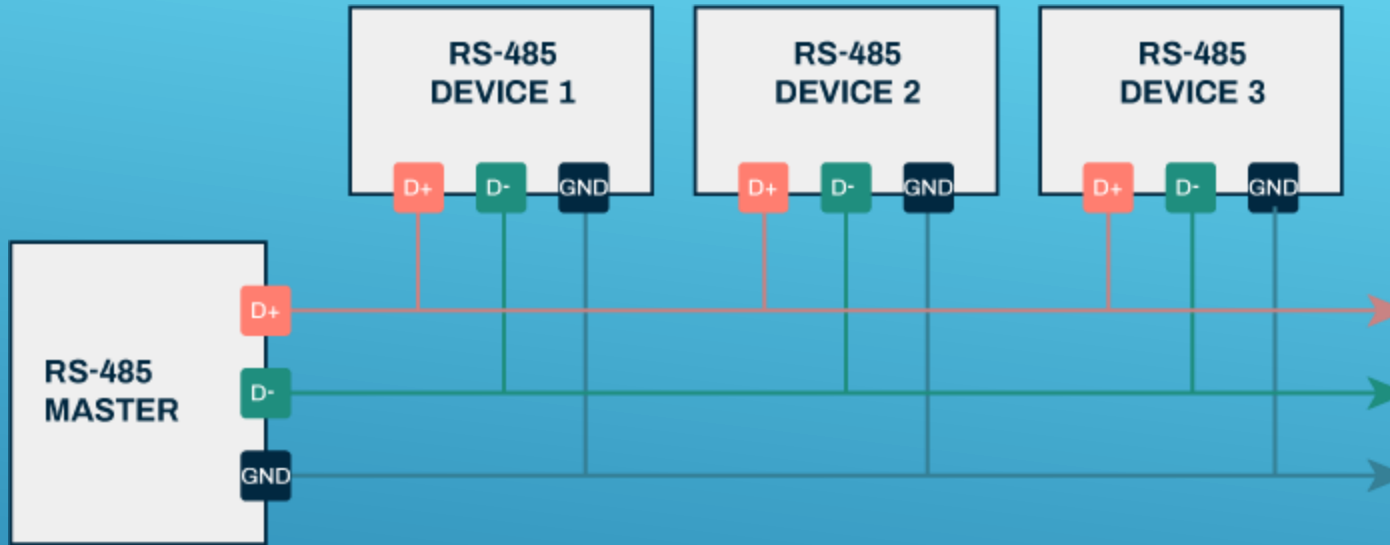 RS-485
DEVICE 1
D+
D-
GND
RS-485
DEVICE 2
D+
D-
GND
RS-485
DEVICE 3
D+
D-
GND
RS-485
MASTER
D+
D-
GND